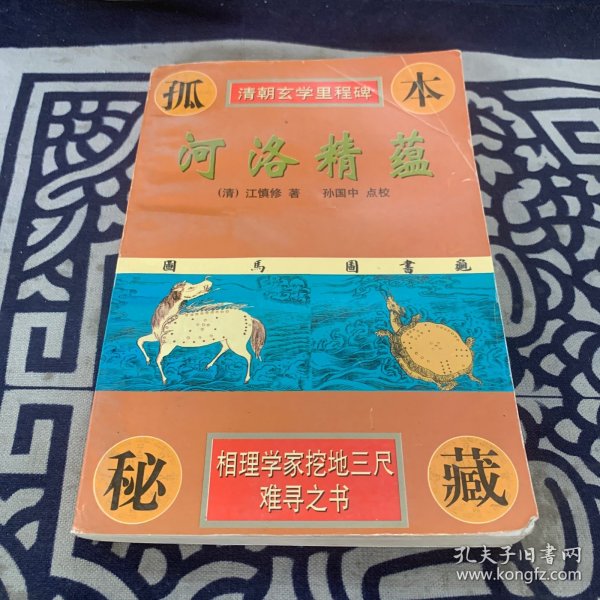 孤 清朝玄学里程碑 本
河洛精蕴
(清)江慎修 著 孙国中 点校
圖馬 圖書龜
秘 相理学家挖地三尺 藏
难寻之书
孔夫子旧书网
www.kongfz.com